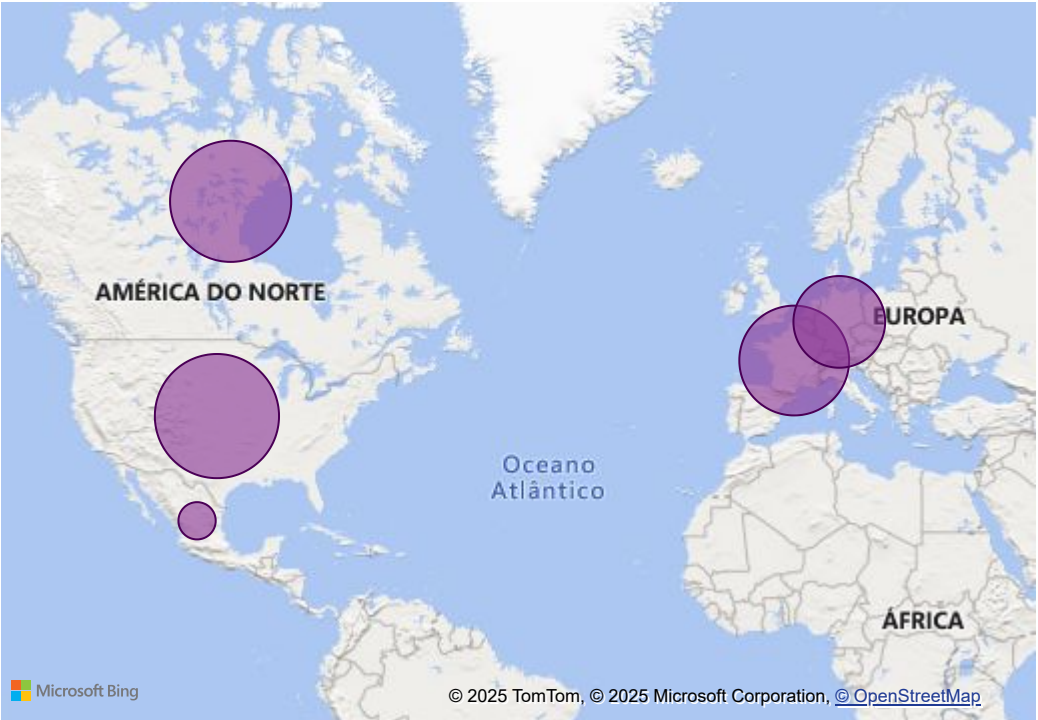 AMÉRICA DO NORTE
EUROPA
Oceano
Atlântico
ÁFRICA
Microsoft Bing
© 2025 TomTom, © 2025 Microsoft Corporation, © OpenStreetMap